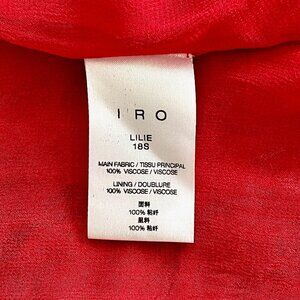 IRO
LILIE
18S
MAIN FABRIC / TISSU PRINCIPAL
100% VISCOSE / VISCOSE
LINING / DOUBLURE
100% VISCOSE / VISCOSE
面料
100% 粘纤
里料
100% 粘纤